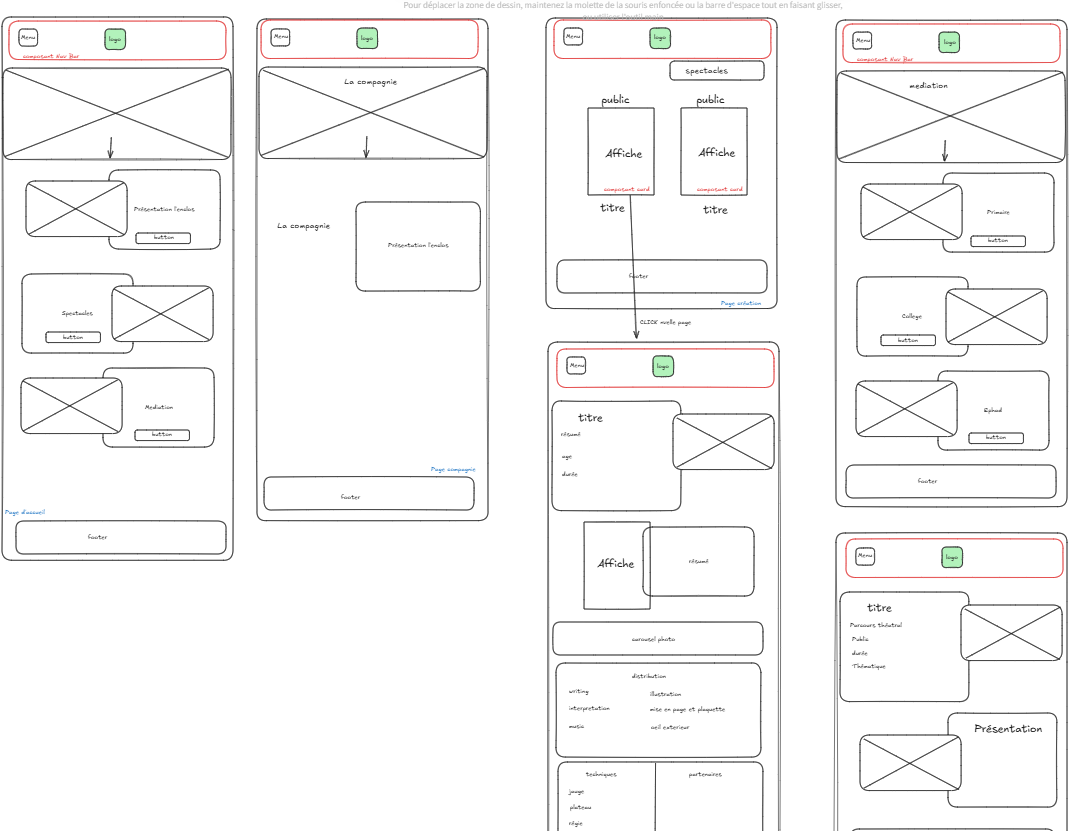 Pour déplacer la zone de dessin, maintenez la molette de la souris enfoncée ou la barre d'espace tout en faisant glisser,
Menu
logo
composant Nav Bar
Présentation l'enclos
button
Spectacles
button
Mediation
button
Page d'accueil
footer
Menu
logo
La compagnie
La compagnie
Présentation l'enclos
Page compagnie
footer
Menu
logo
spectacles
public
public
Affiche
Affiche
composant card
composant card
titre
titre
footer
Page création
CLICK nvelle page
Menu
logo
titre
résumé
age
durée
Affiche
résumé
carousel photo
distribution
writing
illustration
interpretation
mise en page et plaquette
music
oeil exterieur
techniques
partenaires
jauge
plateau
régie
Menu
logo
composant Nav Bar
mediation
Primaire
button
College
button
Ephad
button
footer
Menu
logo
titre
Parcours théatral
Public
durée
Thématique
Présentation